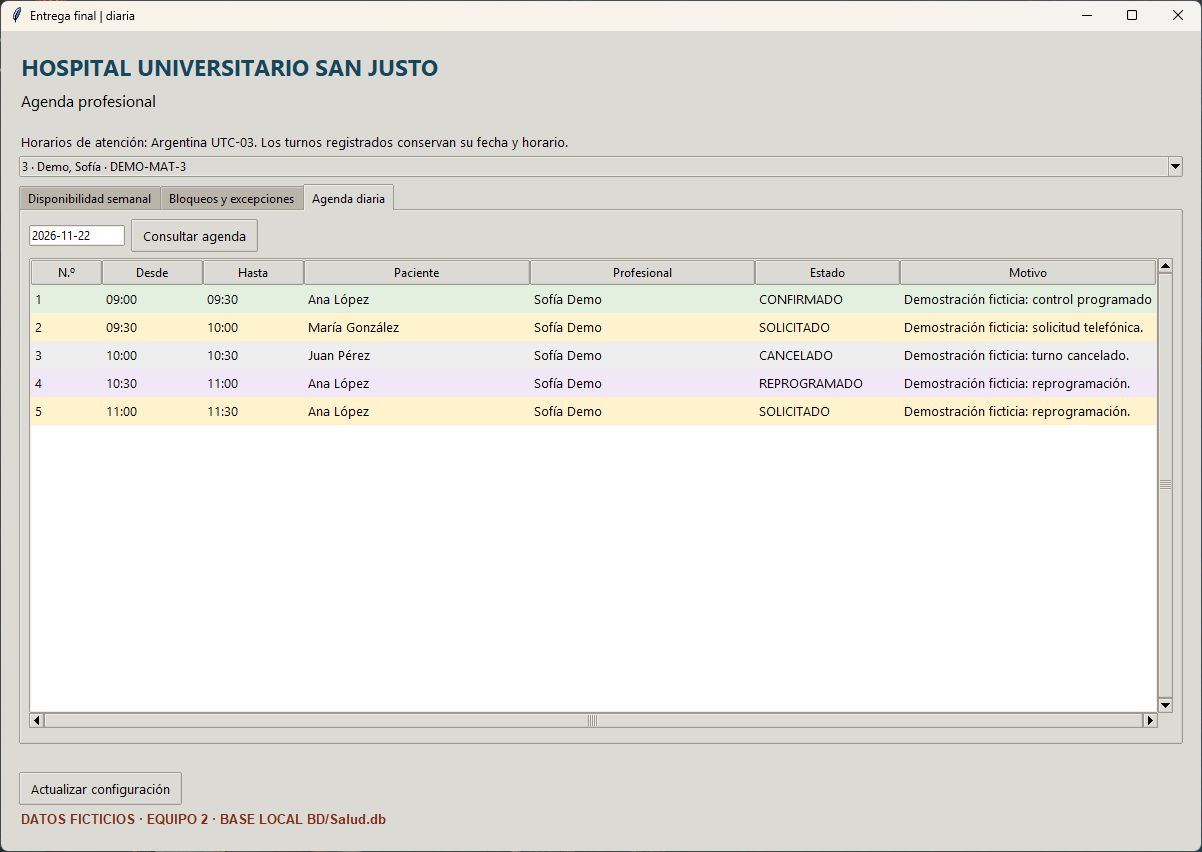 Entrega final | diaria
HOSPITAL UNIVERSITARIO SAN JUSTO
Agenda profesional
Horarios de atención: Argentina UTC-03. Los turnos registrados conservan su fecha y horario.
3 · Demo, Sofía · DEMO-MAT-3
Disponibilidad semanal Bloqueos y excepciones Agenda diaria
2026-11-22 Consultar agenda
N.º Desde Hasta Paciente Profesional Estado Motivo
1 09:00 09:30 Ana López Sofía Demo CONFIRMADO Demostración ficticia: control programado
2 09:30 10:00 María González Sofía Demo SOLICITADO Demostración ficticia: solicitud telefónica.
3 10:00 10:30 Juan Pérez Sofía Demo CANCELADO Demostración ficticia: turno cancelado.
4 10:30 11:00 Ana López Sofía Demo REPROGRAMADO Demostración ficticia: reprogramación.
5 11:00 11:30 Ana López Sofía Demo SOLICITADO Demostración ficticia: reprogramación.
Actualizar configuración
DATOS FICTICIOS · EQUIPO 2 · BASE LOCAL BD/Salud.db